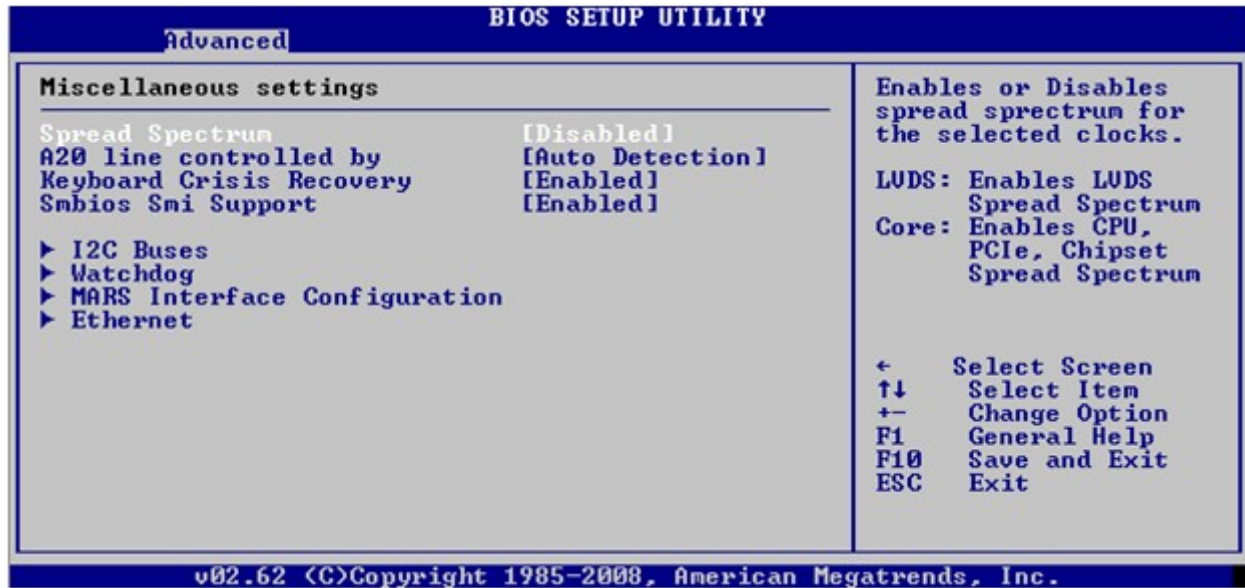 BIOS SETUP UTILITY
Advanced
Miscellaneous settings
Spread Spectrum [Disabled]
A20 line controlled by [Auto Detection]
Keyboard Crisis Recovery [Enabled]
Smbios Smi Support [Enabled]
► I2C Buses
► Watchdog
► MARS Interface Configuration
► Ethernet
Enables or Disables
spread sprectrum for
the selected clocks.
LVDS: Enables LVDS
Spread Spectrum
Core: Enables CPU,
PCIe, Chipset
Spread Spectrum
← Select Screen
↑↓ Select Item
+- Change Option
F1 General Help
F10 Save and Exit
ESC Exit
v02.62 (C)Copyright 1985-2008, American Megatrends, Inc.